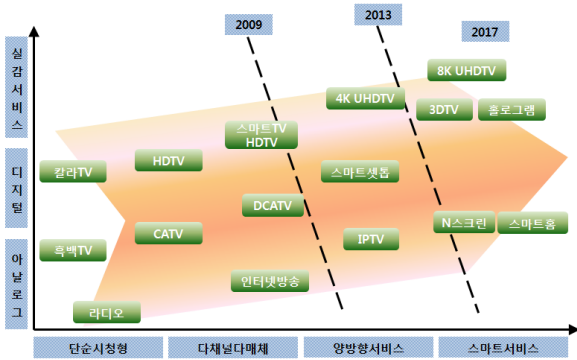 2009
2013
2017
실감서비스
디지털
아날로그
8K UHDTV
4K UHDTV
3DTV
홀로그램
스마트TV
HDTV
HDTV
칼라TV
스마트셋톱
DCATV
CATV
N스크린
스마트홈
IPTV
흑백TV
인터넷방송
라디오
단순시청형
다채널다매체
양방향서비스
스마트서비스